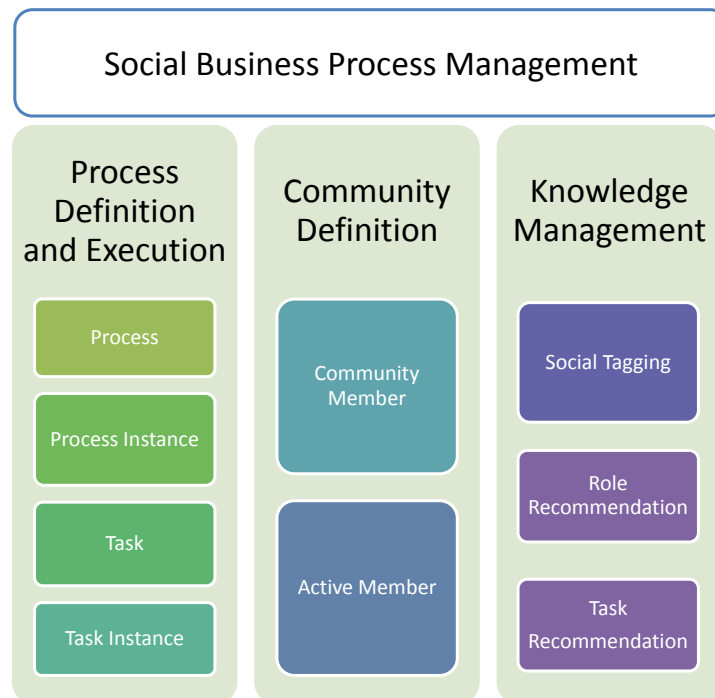 Social Business Process Management
Process
Definition
and Execution
Process
Process Instance
Task
Task Instance
Community
Definition
Community
Member
Active Member
Knowledge
Management
Social Tagging
Role
Recommendation
Task
Recommendation